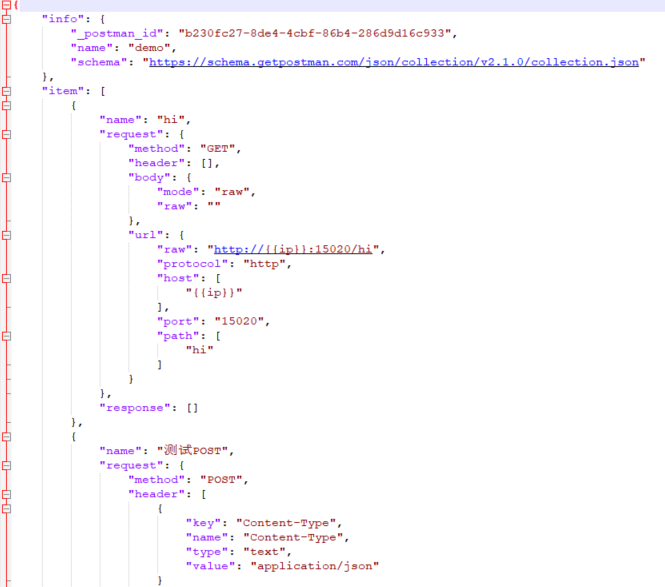 {
"info": {
"_postman_id": "b230fc27-8de4-4cbf-86b4-286d9d16c933",
"name": "demo",
"schema": "https://schema.getpostman.com/json/collection/v2.1.0/collection.json"
},
"item": [
{
"name": "hi",
"request": {
"method": "GET",
"header": [],
"body": {
"mode": "raw",
"raw": ""
},
"url": {
"raw": "http://{{ip}}:15020/hi",
"protocol": "http",
"host": [
"{{ip}}"
],
"port": "15020",
"path": [
"hi"
]
}
},
"response": []
},
{
"name": "测试POST",
"request": {
"method": "POST",
"header": [
{
"key": "Content-Type",
"name": "Content-Type",
"type": "text",
"value": "application/json"
}